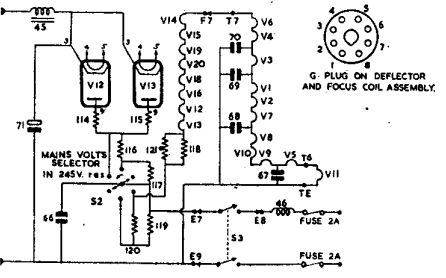 V14 F7 T7
45
V15
V6
V4
70
4 5
3 6
2 7
1 8
G. PLUG ON DEFLECTOR
AND FOCUS COIL ASSEMBLY.
V19
V20
V18
V16
V12
V13
V3
69
V1
V2
68
V7
V8
3 4 5 3 4 5
V12 V13
9 9
114 115
71
116 121 118
MAINS VOLTS
SELECTOR
IN 245V. res
S2
117
V10 V9 V5 T6
67
V11
TE
66
119
120
E7 E8 46 FUSE 2A
S3
E9 FUSE 2A